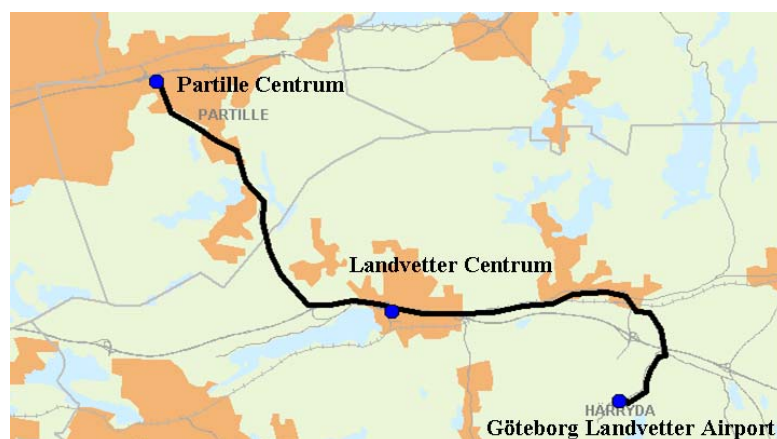 Partille Centrum
PARTILLE
Landvetter Centrum
HÄRRYDA
Göteborg Landvetter Airport